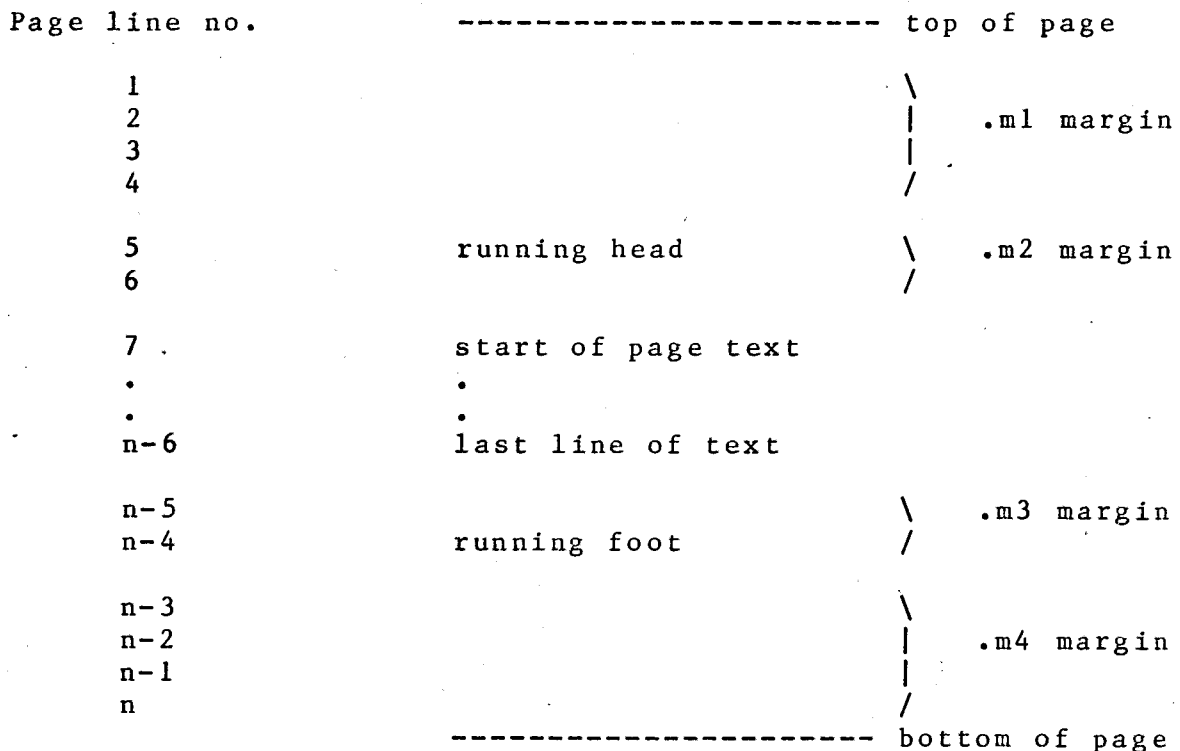 Page line no. ---------------------- top of page
1 \
2 | .m1 margin
3 |
4 /
5 running head \ .m2 margin
6 /
7 . start of page text
. .
. .
n-6 last line of text
n-5 \ .m3 margin
n-4 running foot /
n-3 \
n-2 | .m4 margin
n-1 |
n /
---------------------- bottom of page